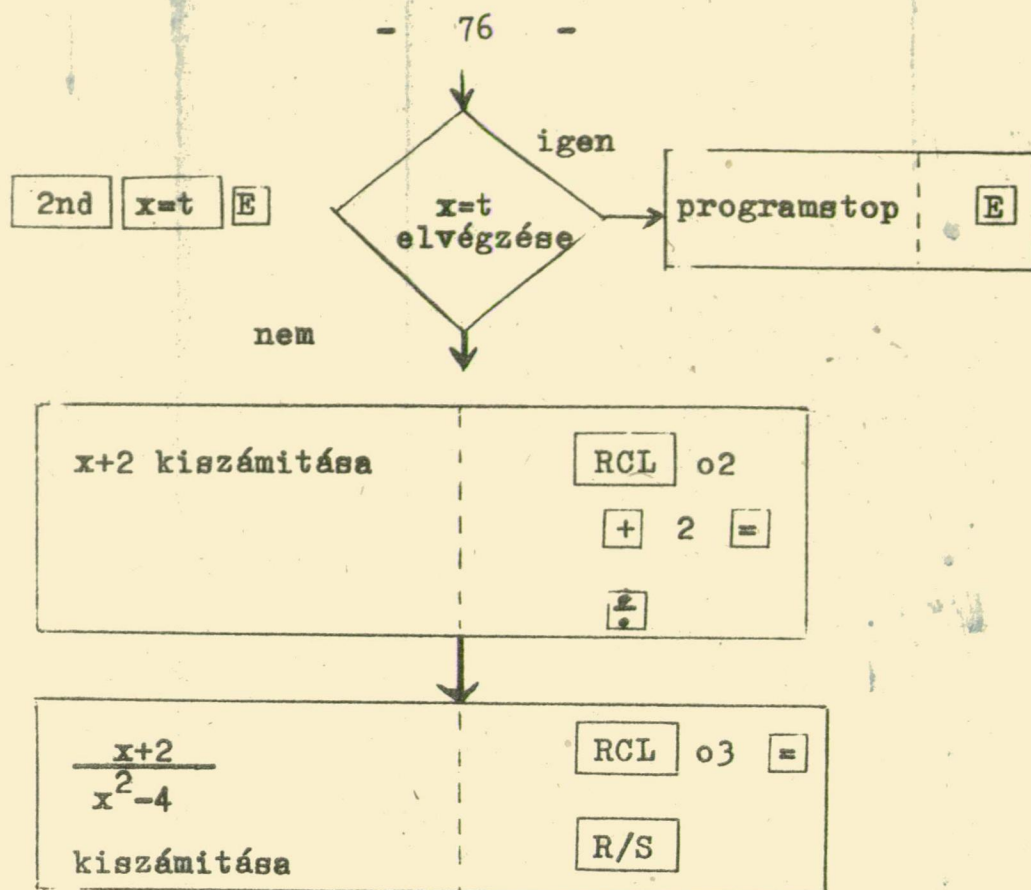 - 76 -
igen
2nd x=t E
x=t
elvégzése
programstop E
nem
x+2 kiszámitása
RCL o2
+ 2 =
÷
x+2
x²-4
kiszámitása
RCL o3 =
R/S